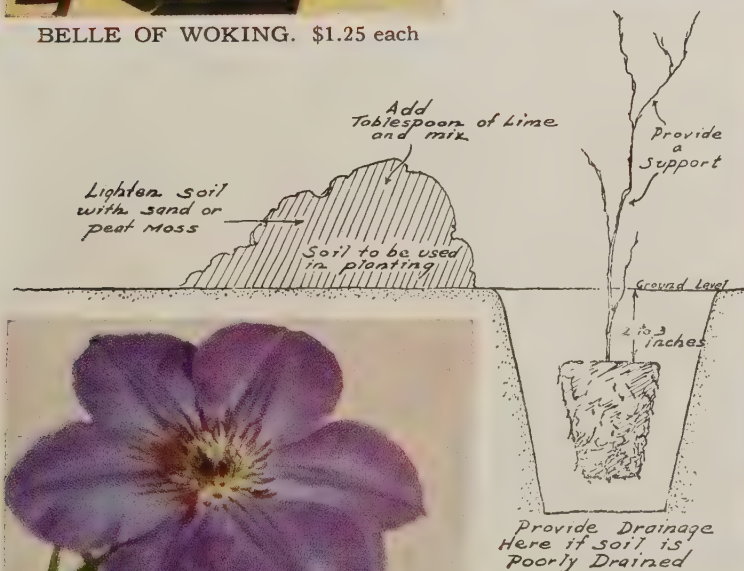 BELLE OF WOKING. $1.25 each
Add
Tablespoon of Lime
and mix
Provide
a
Support
Lighten soil
with sand or
peat Moss
Soil to be used
in planting
Ground Level
2 to 3
inches
Provide Drainage
Here if soil is
Poorly Drained